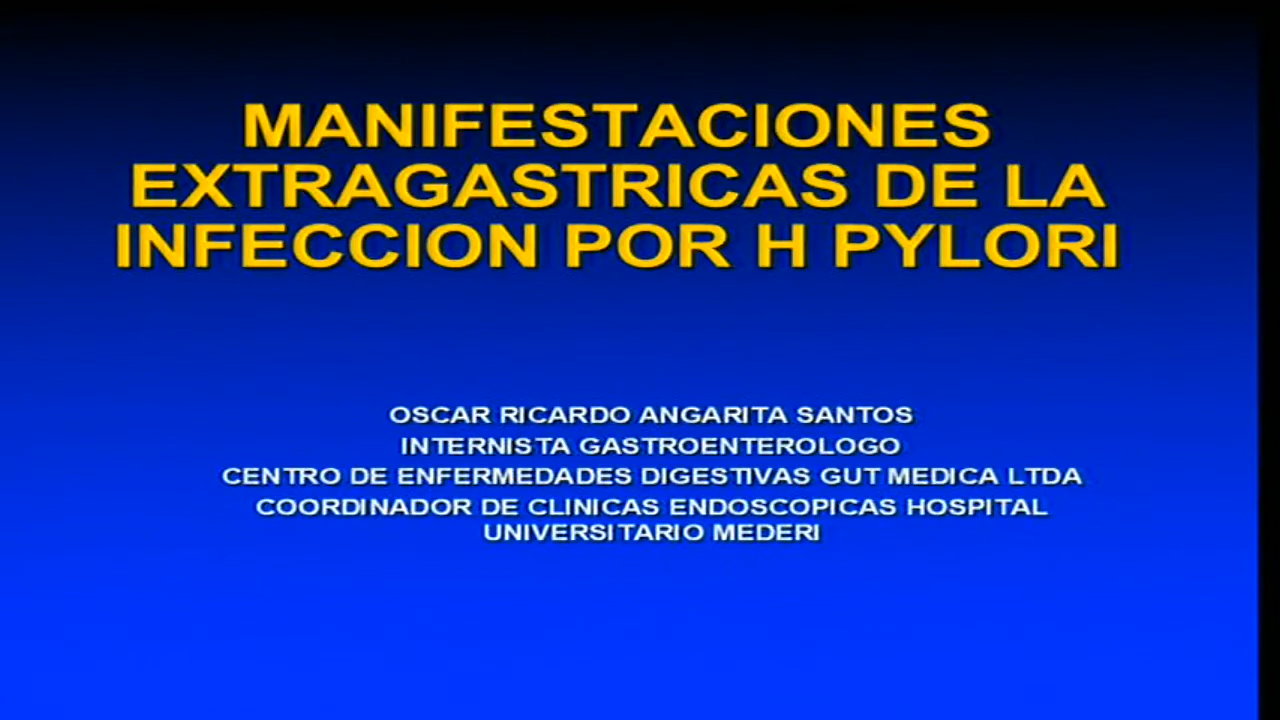 MANIFESTACIONES
EXTRAGASTRICAS DE LA
INFECCION POR H PYLORI
OSCAR RICARDO ANGARITA SANTOS
INTERNISTA GASTROENTEROLOGO
CENTRO DE ENFERMEDADES DIGESTIVAS GUT MEDICA LTDA
COORDINADOR DE CLINICAS ENDOSCOPICAS HOSPITAL
UNIVERSITARIO MEDERI